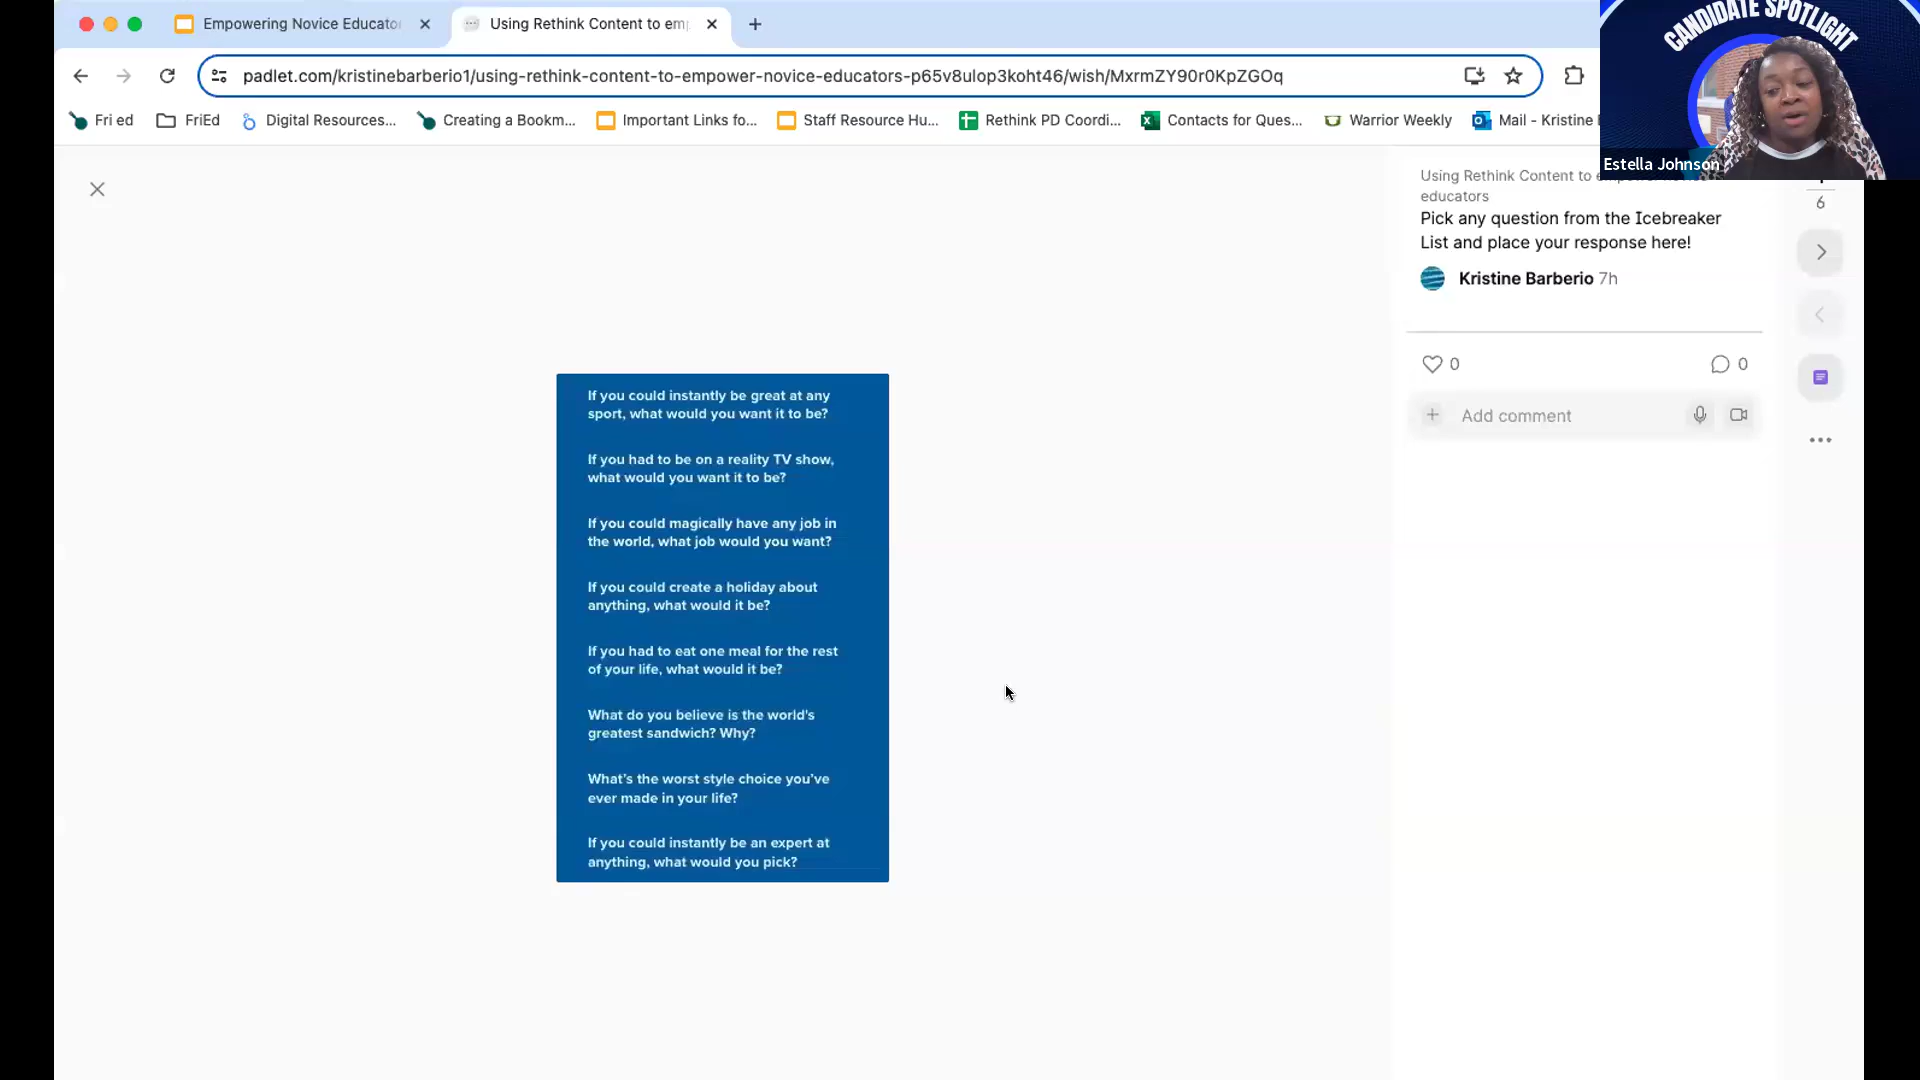 Empowering Novice Educato
Using Rethink Content to em
padlet.com/kristinebarberio1/using-rethink-content-to-empower-novice-educators-p65v8ulop3koht46/wish/MxrmZY90r0KpZGOq
Fri ed
FriEd
Digital Resources...
Creating a Bookm...
Important Links fo...
Staff Resource Hu...
Rethink PD Coordi...
Contacts for Ques...
Warrior Weekly
Mail - Kristine
CANDIDATE SPOTLIGHT
Estella Johnson
Using Rethink Content to
educators
Pick any question from the Icebreaker
List and place your response here!
Kristine Barberio 7h
0
0
Add comment
6
If you could instantly be great at any
sport, what would you want it to be?
If you had to be on a reality TV show,
what would you want it to be?
If you could magically have any job in
the world, what job would you want?
If you could create a holiday about
anything, what would it be?
If you had to eat one meal for the rest
of your life, what would it be?
What do you believe is the world's
greatest sandwich? Why?
What's the worst style choice you've
ever made in your life?
If you could instantly be an expert at
anything, what would you pick?